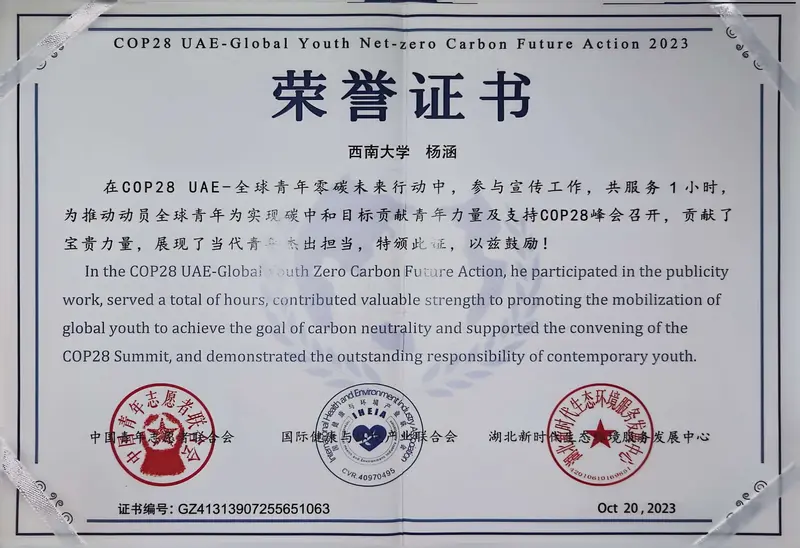 COP28 UAE-Global Youth Net-zero Carbon Future Action 2023
荣誉证书
西南大学 杨涵
在COP28 UAE-全球青年零碳未来行动中，参与宣传工作，共服务 1 小时，
为推动动员全球青年为实现碳中和目标贡献青年力量及支持COP28峰会召开，贡献了
宝贵力量，展现了当代青年杰出担当，特颁此证，以兹鼓励！
In the COP28 UAE-Global Youth Zero Carbon Future Action, he participated in the publicity
work, served a total of hours, contributed valuable strength to promoting the mobilization of
global youth to achieve the goal of carbon neutrality and supported the convening of the
COP28 Summit, and demonstrated the outstanding responsibility of contemporary youth.
中国青年志愿者联合会
International Health and Environment Industry Association
IHEIA
CVR.40970495
湖北新时代生态环境服务发展中心
中国青年志愿者联合会 国际健康与环境产业联合会 湖北新时代生态环境服务发展中心
证书编号：GZ41313907255651063
Oct 20 , 2023